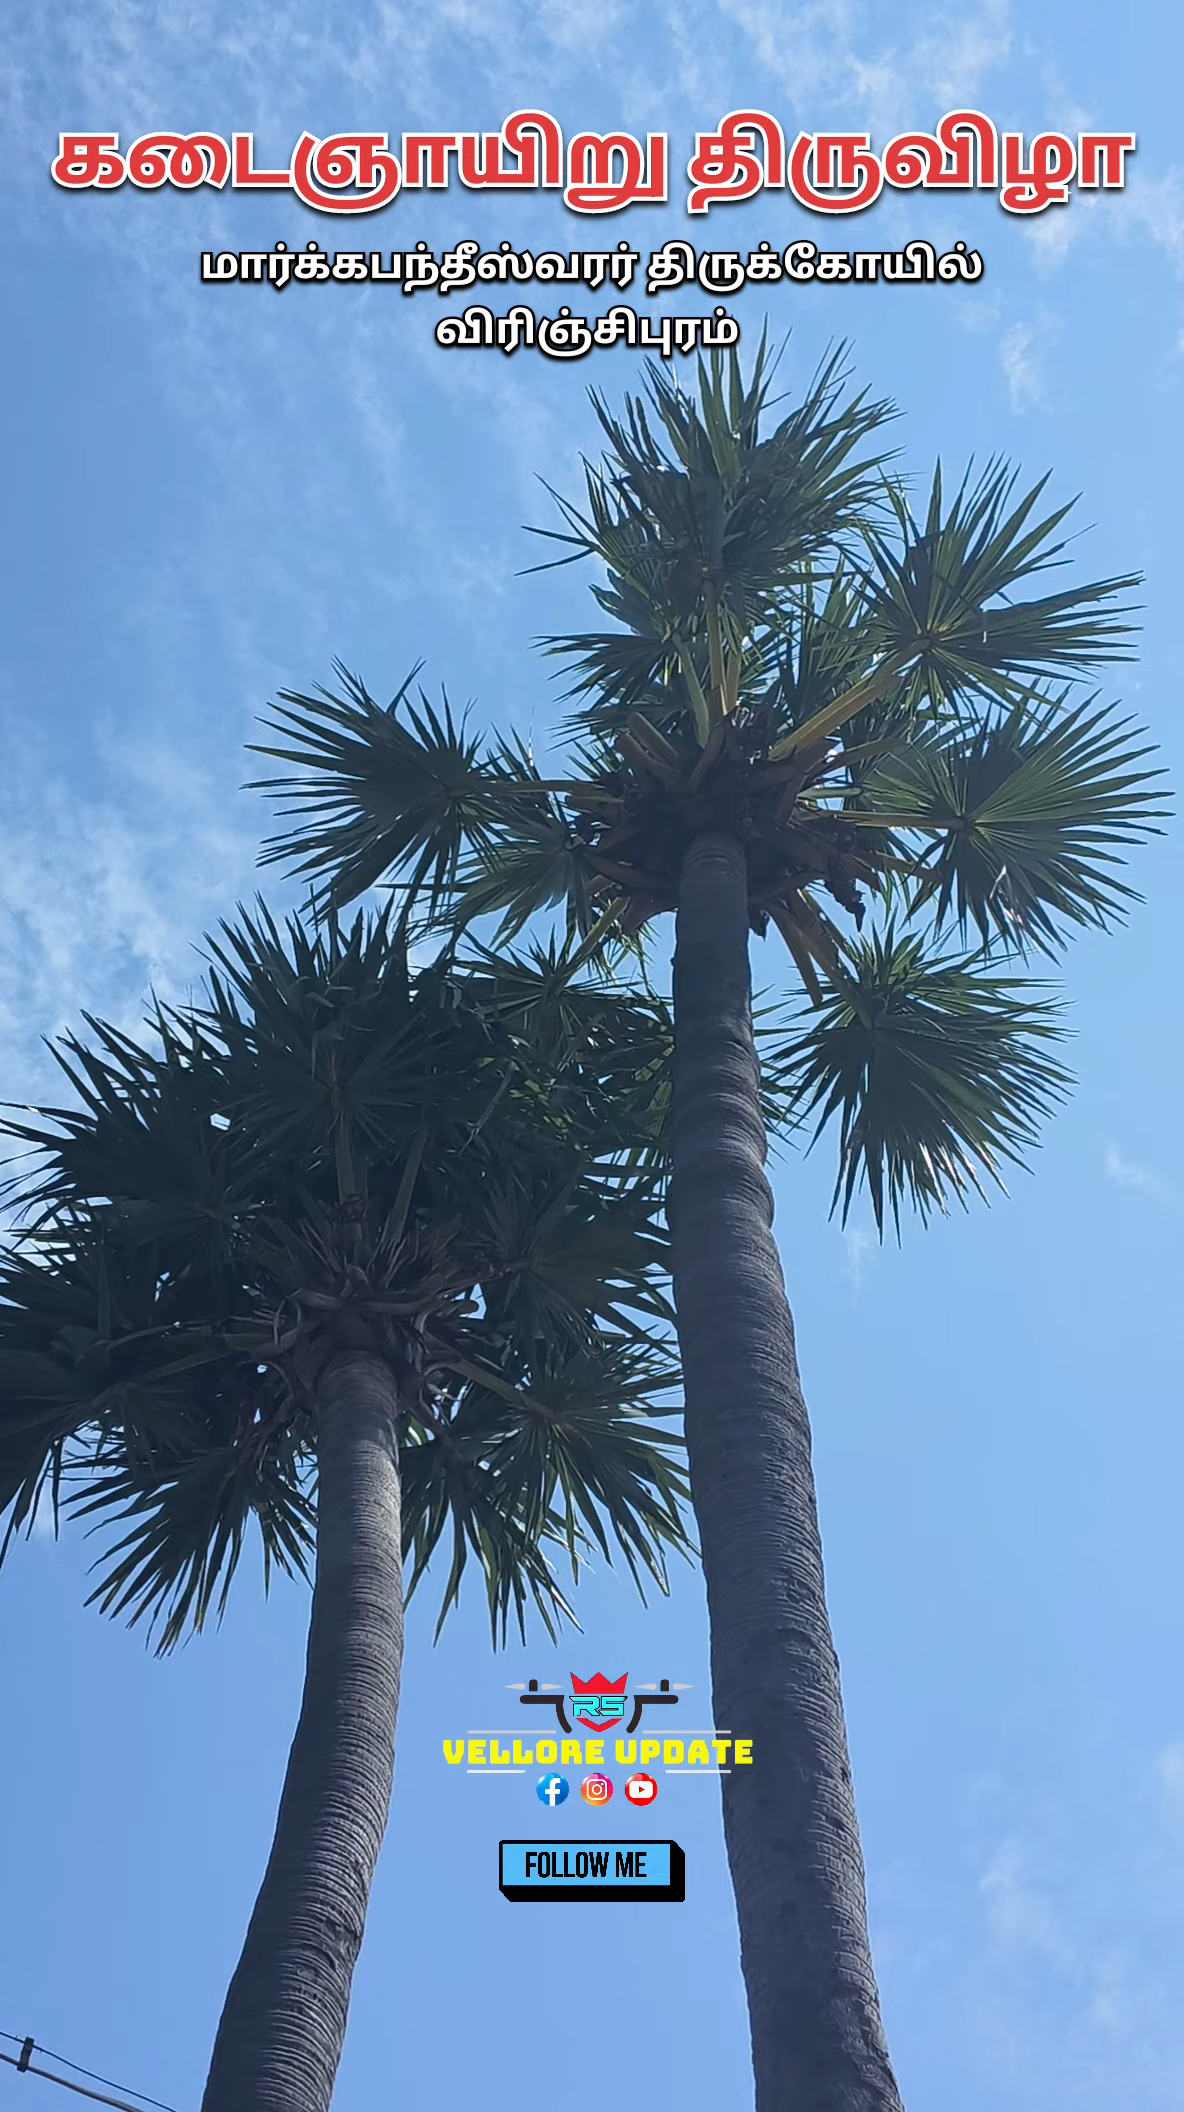 கடைஞாயிறு திருவிழா
மார்க்கபந்தீஸ்வரர் திருக்கோயில்
விரிஞ்சிபுரம்
RS
VELLORE UPDATE
FOLLOW ME